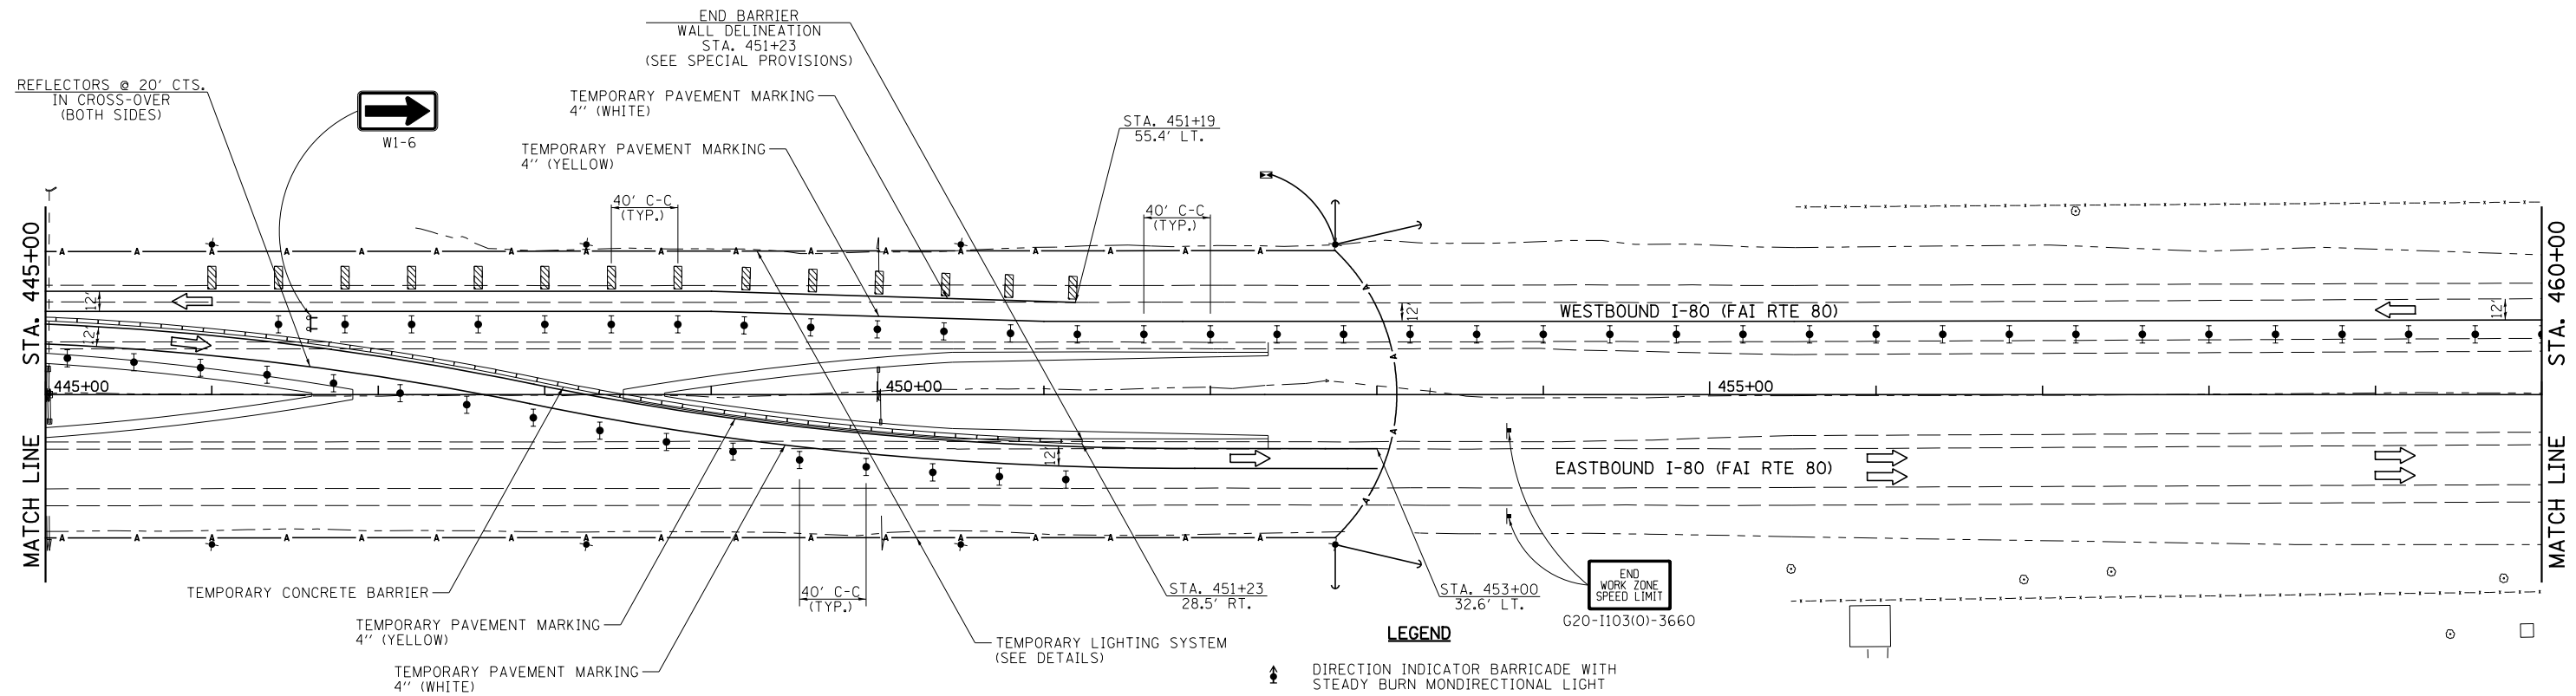 END BARRIER
WALL DELINEATION
STA. 451+23
(SEE SPECIAL PROVISIONS)
REFLECTORS @ 20' CTS.
IN CROSS-OVER
(BOTH SIDES)
W1-6
TEMPORARY PAVEMENT MARKING
4'' (WHITE)
TEMPORARY PAVEMENT MARKING
4'' (YELLOW)
STA. 451+19
55.4' LT.
40' C-C
(TYP.)
40' C-C
(TYP.)
A A A A A A A A A A A A A A A A A
A
12'
12'
12'
12'
WESTBOUND I-80 (FAI RTE 80)
MATCH LINE STA. 445+00
MATCH LINE STA. 460+00
445+00
450+00
455+00
A
12'
EASTBOUND I-80 (FAI RTE 80)
A
A A A A A A A A A A A A A A A A A
TEMPORARY CONCRETE BARRIER
40' C-C
(TYP.)
STA. 451+23
28.5' RT.
STA. 453+00
32.6' LT.
END
WORK ZONE
SPEED LIMIT
G20-I103(0)-3660
TEMPORARY PAVEMENT MARKING
4'' (YELLOW)
TEMPORARY LIGHTING SYSTEM
(SEE DETAILS)
TEMPORARY PAVEMENT MARKING
4'' (WHITE)
LEGEND
DIRECTION INDICATOR BARRICADE WITH
STEADY BURN MONDIRECTIONAL LIGHT